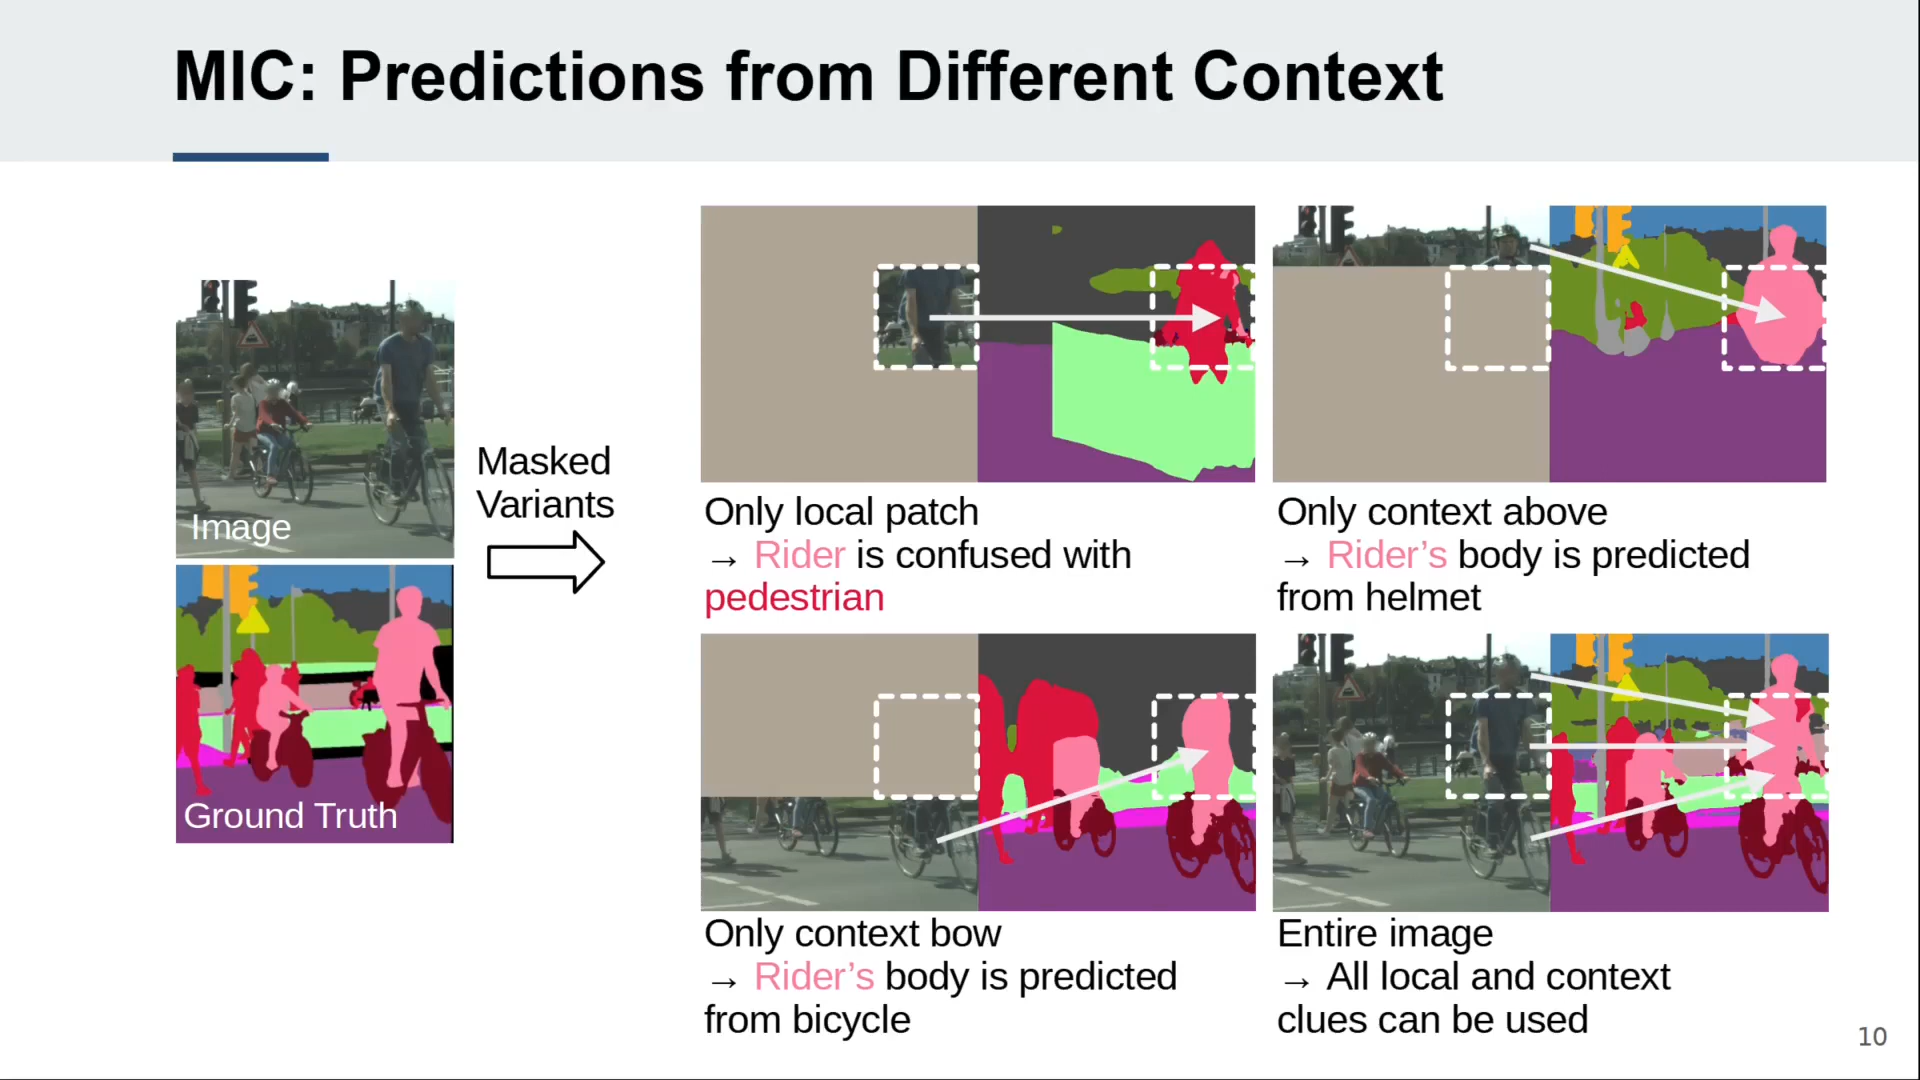 MIC: Predictions from Different Context
Image
Ground Truth
Masked
Variants
Only local patch
→ Rider is confused with
pedestrian
Only context above
→ Rider’s body is predicted
from helmet
Only context bow
→ Rider’s body is predicted
from bicycle
Entire image
→ All local and context
clues can be used
10